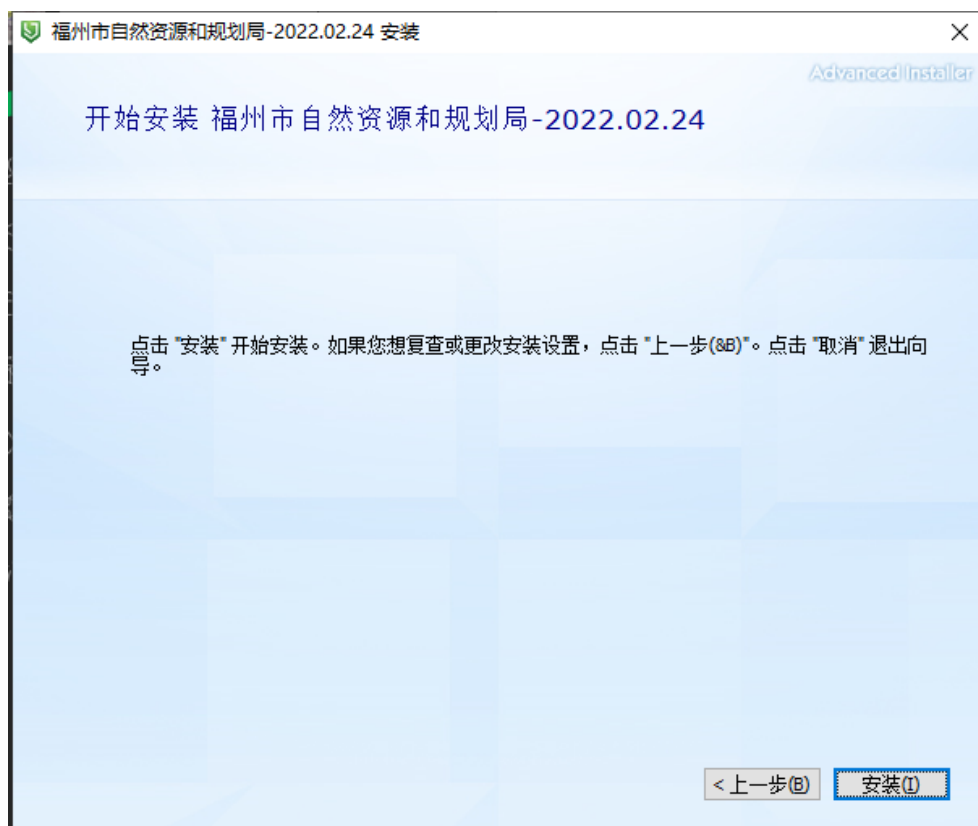 福州市自然资源和规划局-2022.02.24 安装
Advanced Installer
开始安装 福州市自然资源和规划局-2022.02.24
点击 "安装" 开始安装。如果您想复查或更改安装设置，点击 "上一步(&B)"。点击 "取消" 退出向
导。
< 上一步(B)
安装(I)